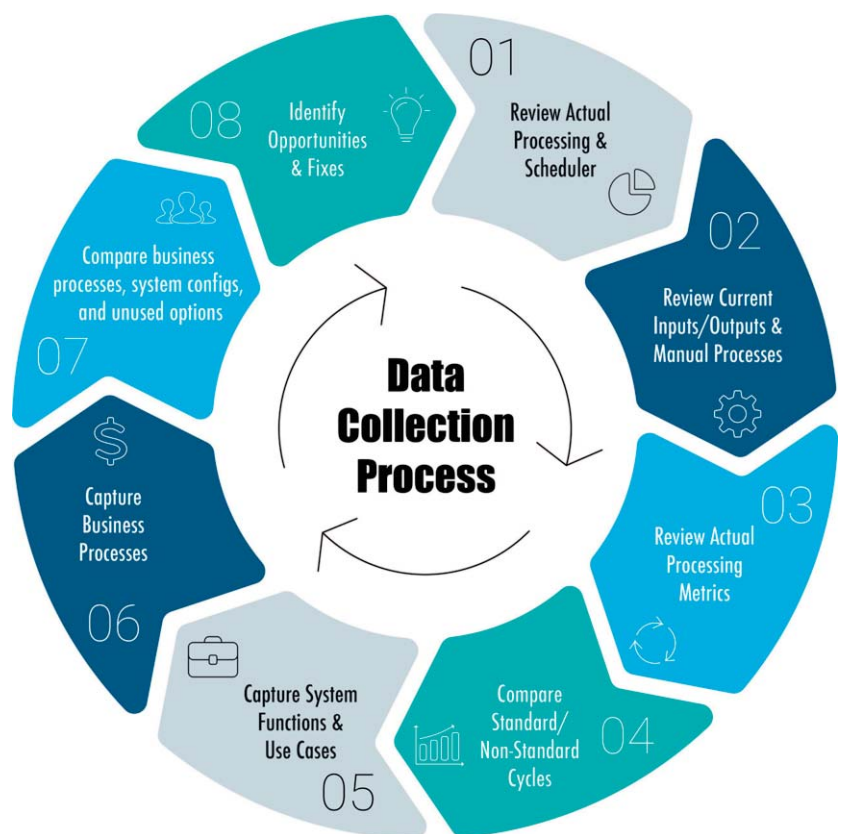 01
Review Actual
Processing &
Scheduler
02
Review Current
Inputs/Outputs &
Manual Processes
03
Review Actual
Processing
Metrics
Compare
Standard/
Non-Standard
Cycles
04
Capture System
Functions &
Use Cases
05
Capture
Business
Processes
06
Compare business
processes, system configs,
and unused options
07
08
Identify
Opportunities
& Fixes
Data
Collection
Process
$